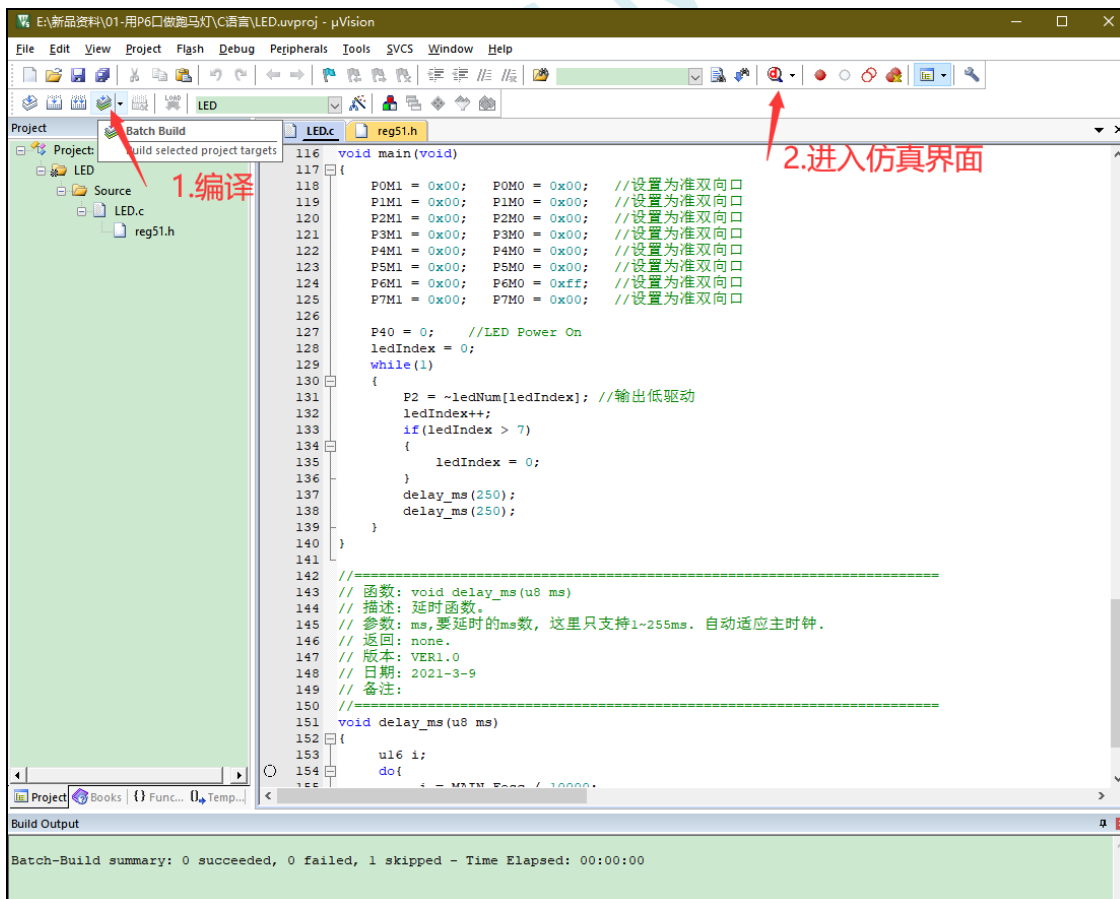 E:\新品资料\01-用P6口做跑马灯\C语言\LED.uvproj - µVision
File Edit View Project Flash Debug Peripherals Tools SVCS Window Help
LED
Project
Batch Build
Build selected project targets
LED.c
reg51.h
Project:
LED
Source
LED.c
reg51.h
1.编译
2.进入仿真界面
116 void main(void)
117 {
118 P0M1 = 0x00; P0M0 = 0x00; //设置为准双向口
119 P1M1 = 0x00; P1M0 = 0x00; //设置为准双向口
120 P2M1 = 0x00; P2M0 = 0x00; //设置为准双向口
121 P3M1 = 0x00; P3M0 = 0x00; //设置为准双向口
122 P4M1 = 0x00; P4M0 = 0x00; //设置为准双向口
123 P5M1 = 0x00; P5M0 = 0x00; //设置为准双向口
124 P6M1 = 0x00; P6M0 = 0xff; //设置为准双向口
125 P7M1 = 0x00; P7M0 = 0x00; //设置为准双向口
126
127 P40 = 0; //LED Power On
128 ledIndex = 0;
129 while(1)
130 {
131 P2 = ~ledNum[ledIndex]; //输出低驱动
132 ledIndex++;
133 if(ledIndex > 7)
134 {
135 ledIndex = 0;
136 }
137 delay_ms(250);
138 delay_ms(250);
139 }
140 }
141
142 //========================================================================
143 // 函数: void delay_ms(u8 ms)
144 // 描述: 延时函数。
145 // 参数: ms,要延时的ms数, 这里只支持1~255ms. 自动适应主时钟.
146 // 返回: none.
147 // 版本: VER1.0
148 // 日期: 2021-3-9
149 // 备注:
150 //========================================================================
151 void delay_ms(u8 ms)
152 {
153 u16 i;
154 do{
155 i = MAIN_Fosc / 10000;
Project Books {} Func... Temp...
Build Output
Batch-Build summary: 0 succeeded, 0 failed, 1 skipped - Time Elapsed: 00:00:00